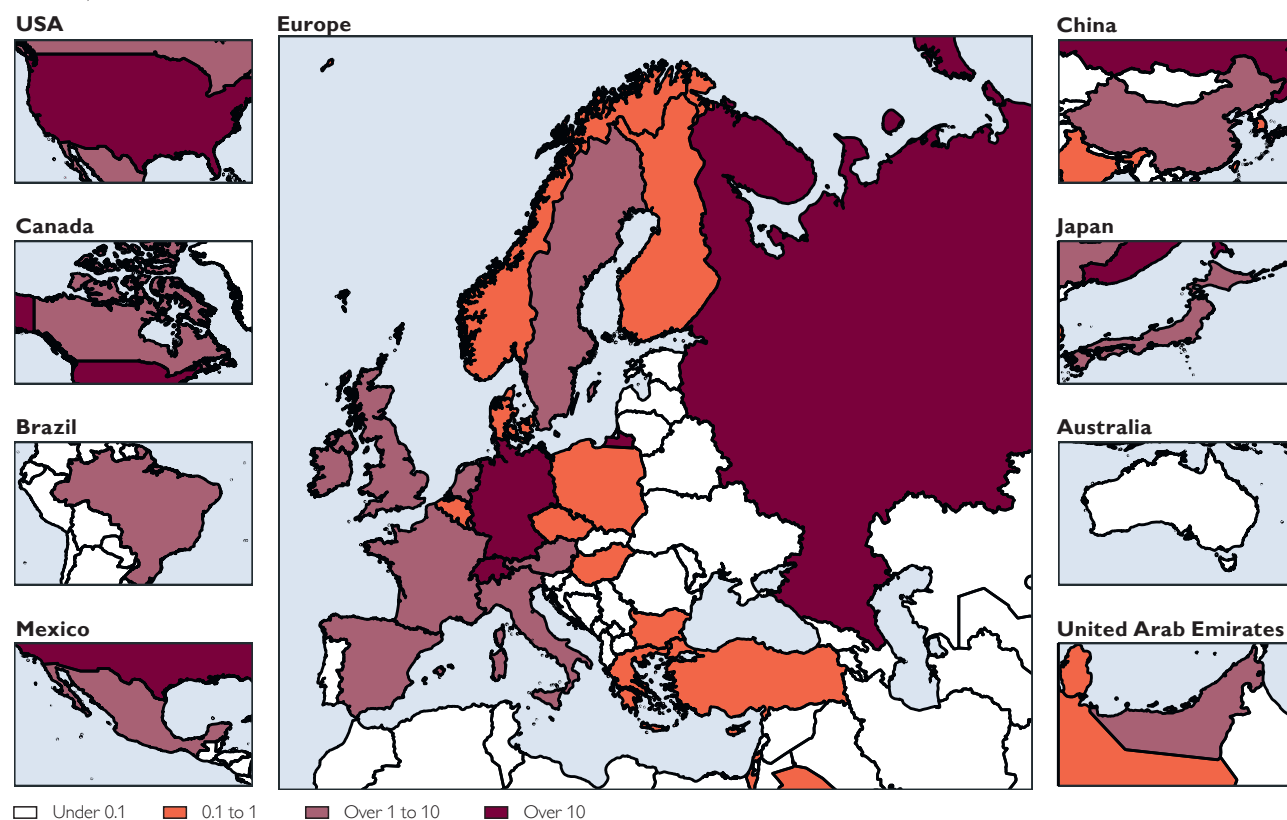 USA
Europe
China
Canada
Japan
Brazil
Australia
Mexico
United Arab Emirates
Under 0.1
0.1 to 1
Over 1 to 10
Over 10